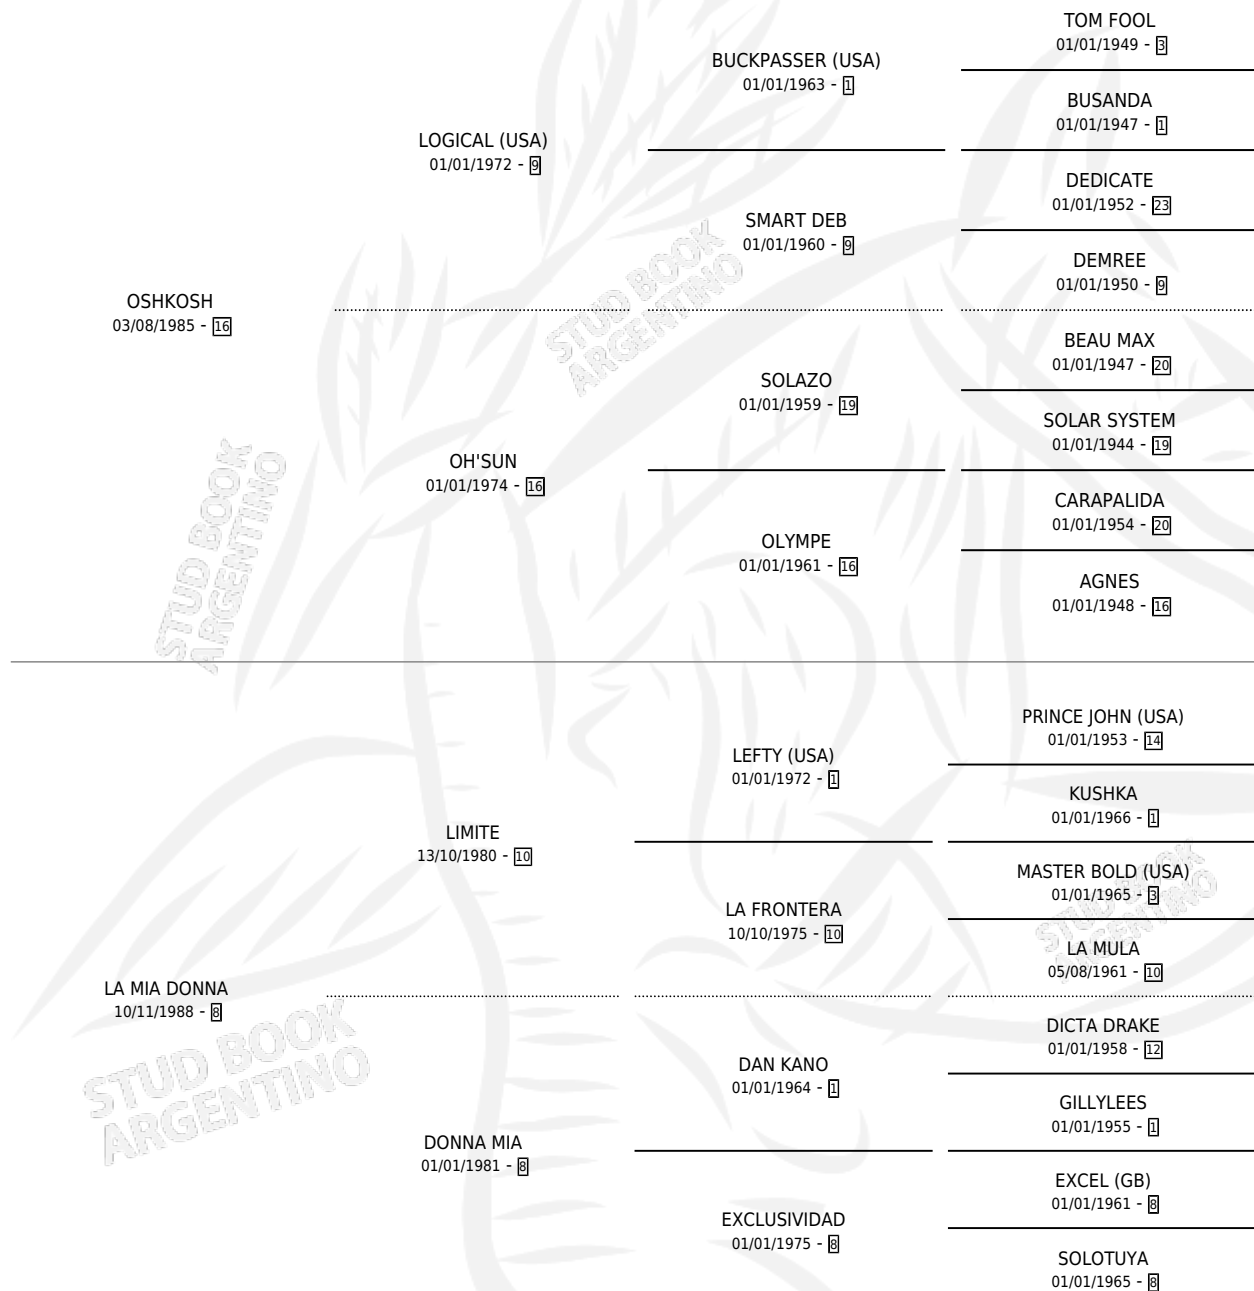 TOM FOOL
01/01/1949 - 3
BUCKPASSER (USA)
01/01/1963 - 1
BUSANDA
01/01/1947 - 1
LOGICAL (USA)
01/01/1972 - 9
DEDICATE
01/01/1952 - 23
SMART DEB
01/01/1960 - 9
DEMREE
01/01/1950 - 9
OSHKOSH
03/08/1985 - 16
STUD BOOK
ARGENTINO
BEAU MAX
01/01/1947 - 20
SOLAZO
01/01/1959 - 19
SOLAR SYSTEM
01/01/1944 - 19
OH'SUN
01/01/1974 - 16
CARAPALIDA
01/01/1954 - 20
OLYMPE
01/01/1961 - 16
AGNES
01/01/1948 - 16
STUD BOOK
ARGENTINO
PRINCE JOHN (USA)
01/01/1953 - 14
LEFTY (USA)
01/01/1972 - 1
KUSHKA
01/01/1966 - 1
LIMITE
13/10/1980 - 10
MASTER BOLD (USA)
01/01/1965 - 3
LA FRONTERA
10/10/1975 - 10
LA MULA
05/08/1961 - 10
STUD BOOK
ARGENTINO
LA MIA DONNA
10/11/1988 - 8
STUD BOOK
ARGENTINO
DICTA DRAKE
01/01/1958 - 12
DAN KANO
01/01/1964 - 1
GILLYLEES
01/01/1955 - 1
DONNA MIA
01/01/1981 - 8
EXCEL (GB)
01/01/1961 - 8
EXCLUSIVIDAD
01/01/1975 - 8
SOLOTUYA
01/01/1965 - 8